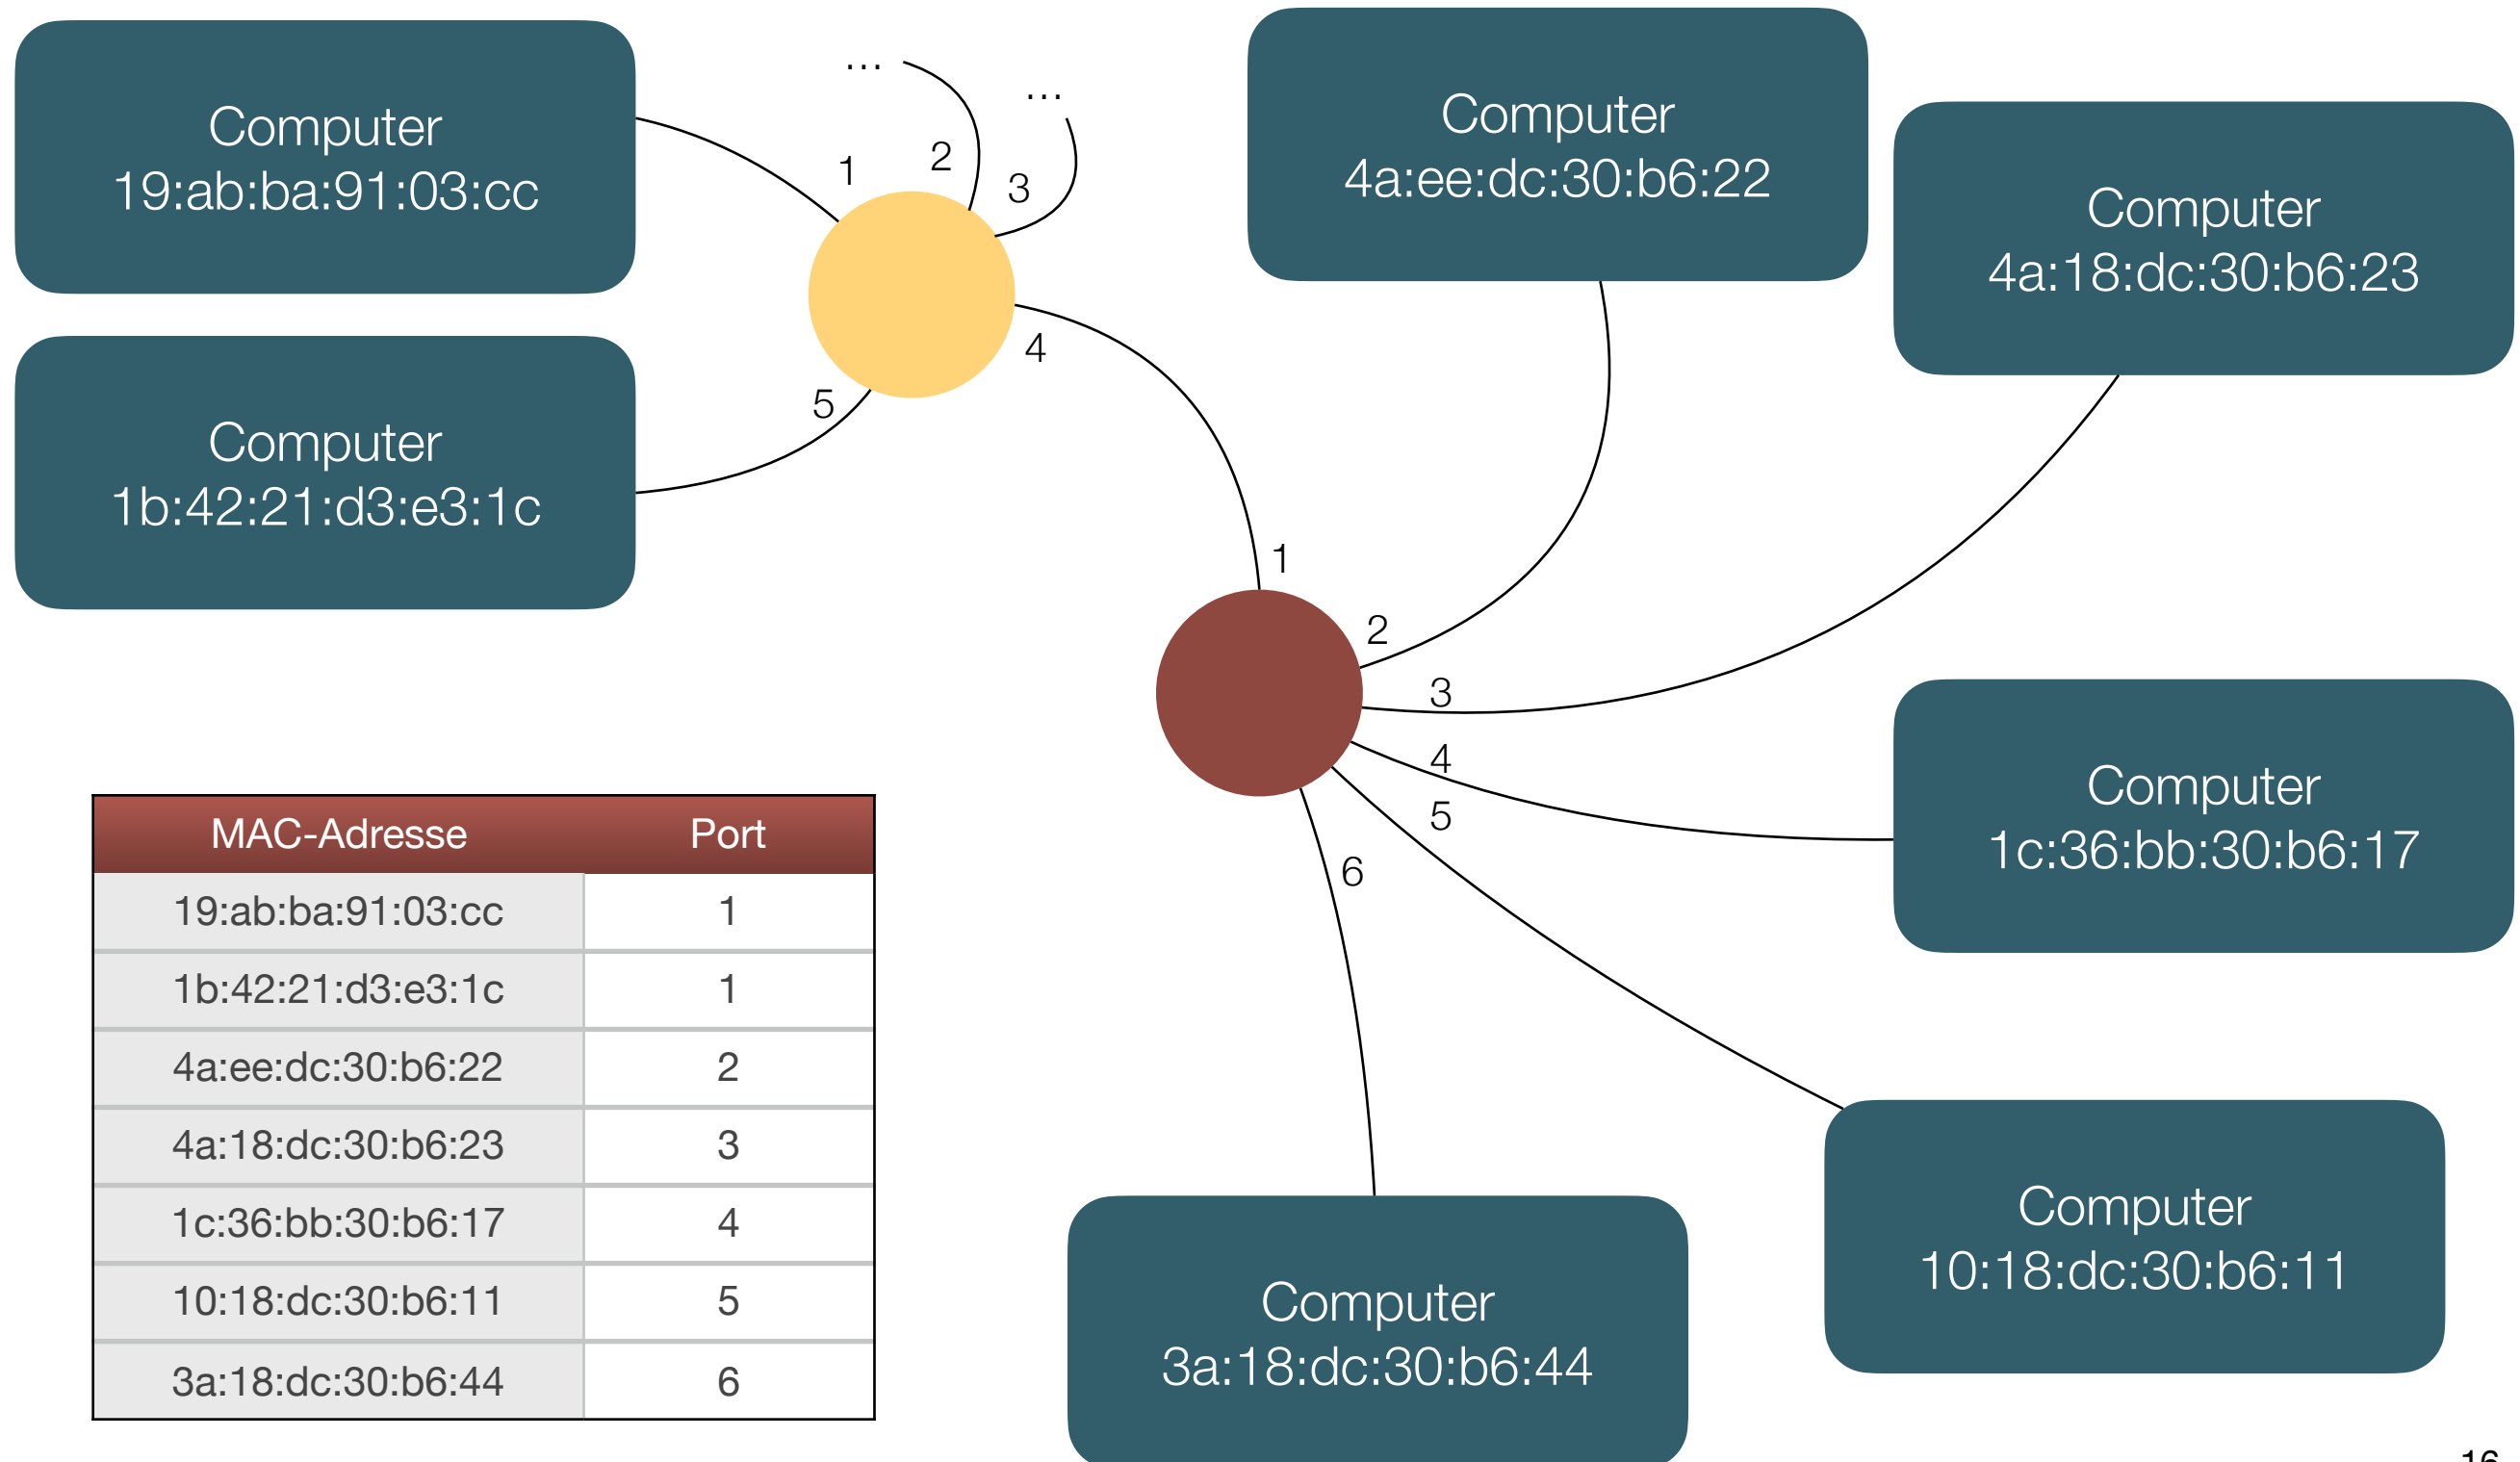 Computer
19:ab:ba:91:03:cc
...
...
1
2
3
4
5
Computer
4a:ee:dc:30:b6:22
Computer
4a:18:dc:30:b6:23
Computer
1b:42:21:d3:e3:1c
1
2
3
4
5
6
Computer
1c:36:bb:30:b6:17
MAC-Adresse Port
19:ab:ba:91:03:cc 1
1b:42:21:d3:e3:1c 1
4a:ee:dc:30:b6:22 2
4a:18:dc:30:b6:23 3
1c:36:bb:30:b6:17 4
10:18:dc:30:b6:11 5
3a:18:dc:30:b6:44 6
Computer
10:18:dc:30:b6:11
Computer
3a:18:dc:30:b6:44
16